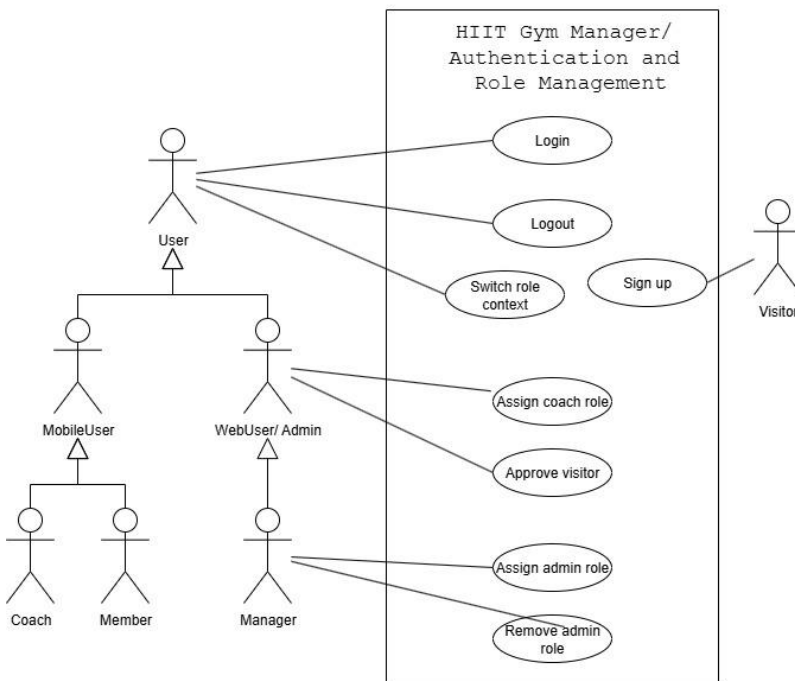 HIIT Gym Manager/
Authentication and
Role Management
Login
User
Logout
Switch role
context
Sign up
Visitor
MobileUser
WebUser/ Admin
Assign coach role
Approve visitor
Coach
Member
Manager
Assign admin role
Remove admin
role